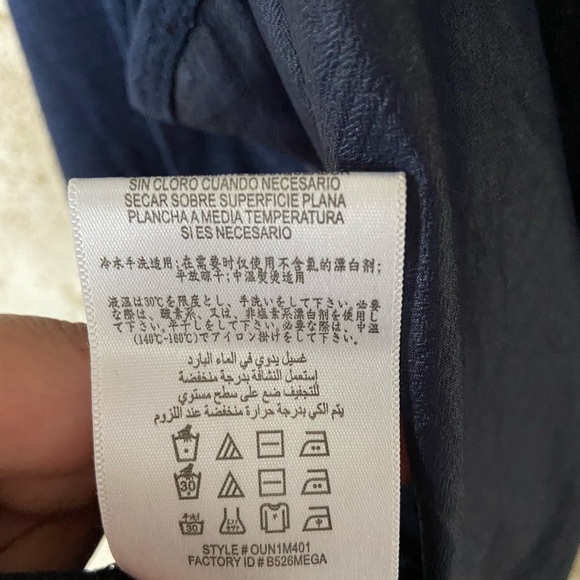 SIN CLORO CUANDO NECESARIO
SECAR SOBRE SUPERFICIE PLANA
PLANCHA A MEDIA TEMPERATURA
SI ES NECESARIO
冷水手洗适用;在需要时仅使用不含氯的漂白剂;
平放晾干;中温熨烫适用
液温は30℃を限度とし、手洗いをして下さい。必要
な際は、酸素系、又は、非塩素系漂白剤を使用し
て下さい。平干しをして下さい。必要な際は、中温
(140℃-160℃)でアイロン掛けをして下さい。
غسيل يدوي في الماء البارد
إستعمل النشافة بدرجة منخفضة
التجفيف ضع على سطح مستوي
يتم الكي بدرجة حرارة منخفضة عند اللزوم
30
30
STYLE # OUN1M401
FACTORY ID # B526MEGA